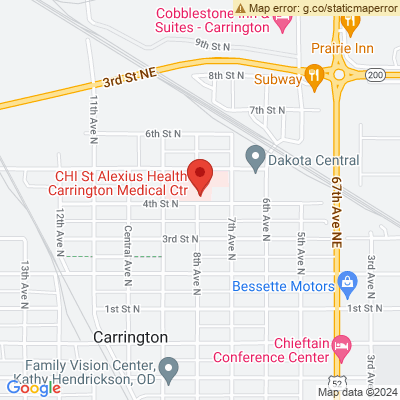 Map error: g.co/staticmaperror
Cobblestone Inn &
Suites - Carrington
9th St N
Prairie Inn
8th St N
3rd St NE
Subway
200
7th St N
11th Ave N
6th St N
Dakota Central
CHI St Alexius Health
Carrington Medical Ctr
67th Ave NE
4th St N
12th Ave N
Central Ave N
8th Ave N
7th Ave N
6th Ave N
5th Ave N
3rd Ave N
3rd St N
13th Ave N
Bessette Motors
1st St N
1st St N
Carrington
Chieftain
Conference Center
Family Vision Center,
Kathy Hendrickson, OD
3rd Ave
52
Google
Map data ©2024